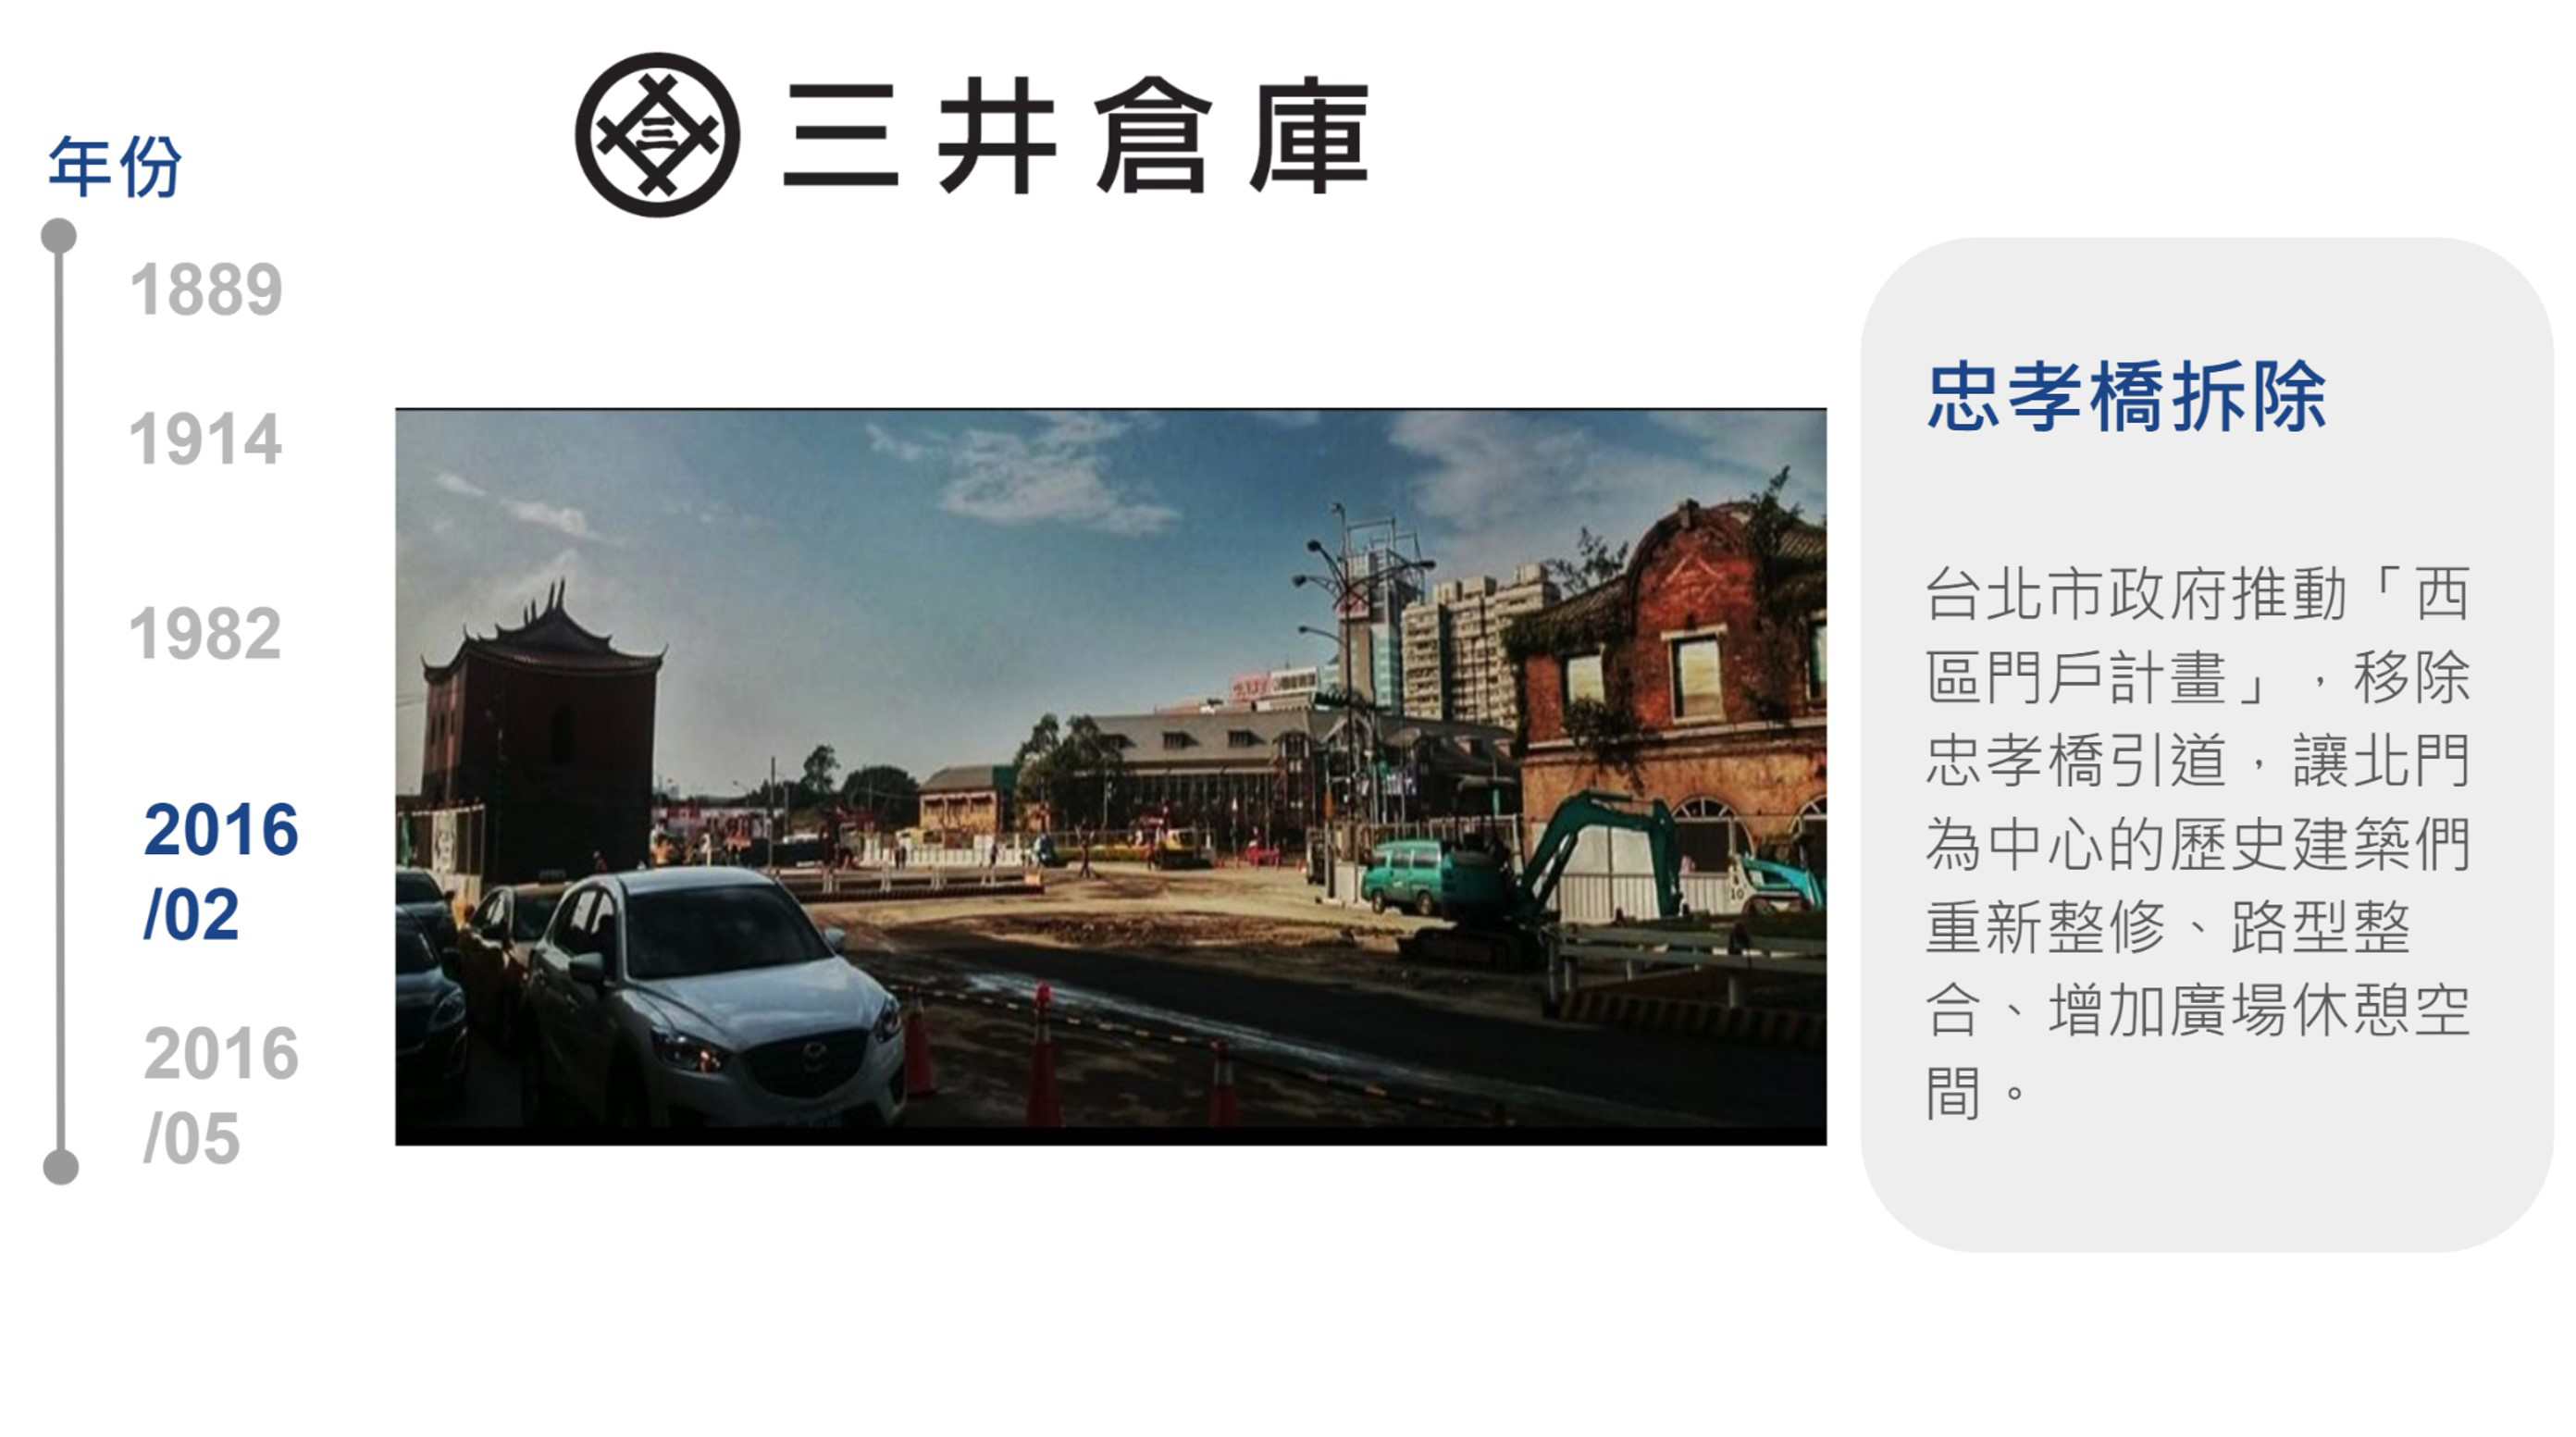 三井倉庫
年份
1889
1914
1982
2016
/02
2016
/05
忠孝橋拆除
台北市政府推動「西
區門戶計畫」，移除
忠孝橋引道，讓北門
為中心的歷史建築們
重新整修、路型整
合、增加廣場休憩空
間。